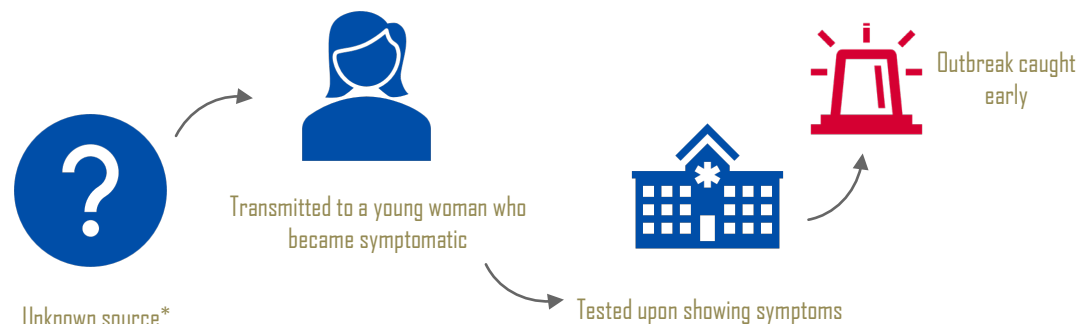 Outbreak caught
early
Transmitted to a young woman who
became symptomatic
Unknown source*
Tested upon showing symptoms